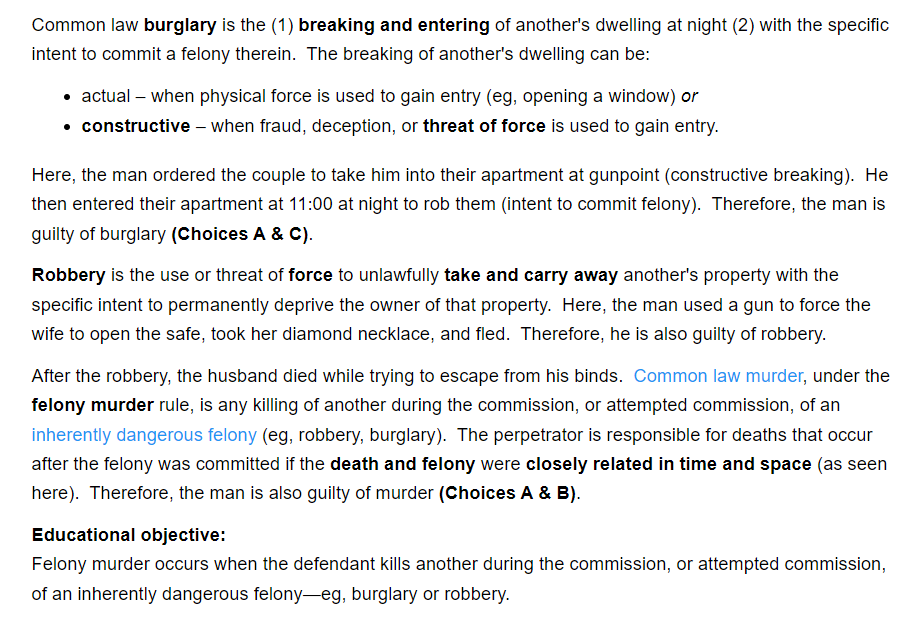 Common law burglary is the (1) breaking and entering of another's dwelling at night (2) with the specific
intent to commit a felony therein.  The breaking of another's dwelling can be:
• actual – when physical force is used to gain entry (eg, opening a window) or
• constructive – when fraud, deception, or threat of force is used to gain entry.
Here, the man ordered the couple to take him into their apartment at gunpoint (constructive breaking).  He
then entered their apartment at 11:00 at night to rob them (intent to commit felony).  Therefore, the man is
guilty of burglary (Choices A & C).
Robbery is the use or threat of force to unlawfully take and carry away another's property with the
specific intent to permanently deprive the owner of that property.  Here, the man used a gun to force the
wife to open the safe, took her diamond necklace, and fled.  Therefore, he is also guilty of robbery.
After the robbery, the husband died while trying to escape from his binds.  Common law murder, under the
felony murder rule, is any killing of another during the commission, or attempted commission, of an
inherently dangerous felony (eg, robbery, burglary).  The perpetrator is responsible for deaths that occur
after the felony was committed if the death and felony were closely related in time and space (as seen
here).  Therefore, the man is also guilty of murder (Choices A & B).
Educational objective:
Felony murder occurs when the defendant kills another during the commission, or attempted commission,
of an inherently dangerous felony—eg, burglary or robbery.